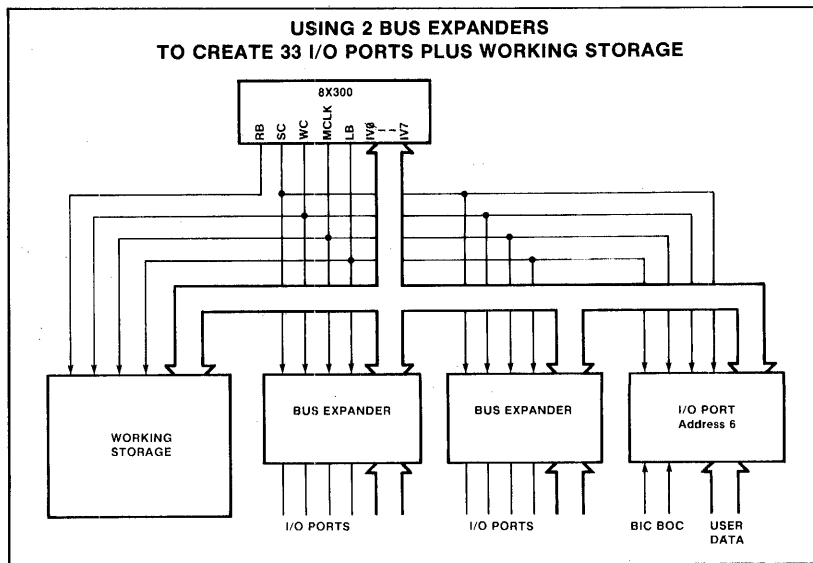 USING 2 BUS EXPANDERS
TO CREATE 33 I/O PORTS PLUS WORKING STORAGE
8X300
RB SC WC MCLK LB IVØ IV7
WORKING
STORAGE
BUS EXPANDER
BUS EXPANDER
I/O PORT
Address 6
I/O PORTS
I/O PORTS
BIC BOC
USER
DATA